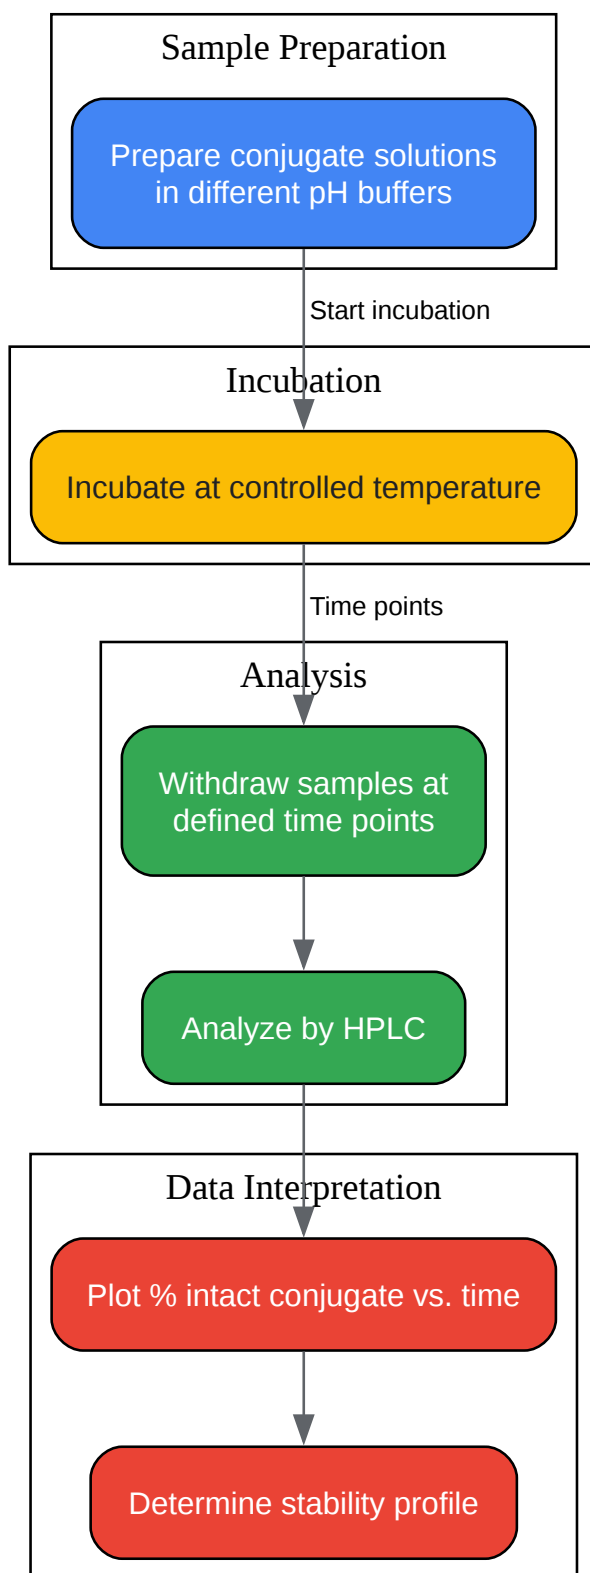 Sample Preparation
Prepare conjugate solutions
in different pH buffers
Start incubation
Incubation
Incubate at controlled temperature
Time points
Analysis
Withdraw samples at
defined time points
Analyze by HPLC
Data Interpretation
Plot % intact conjugate vs. time
Determine stability profile